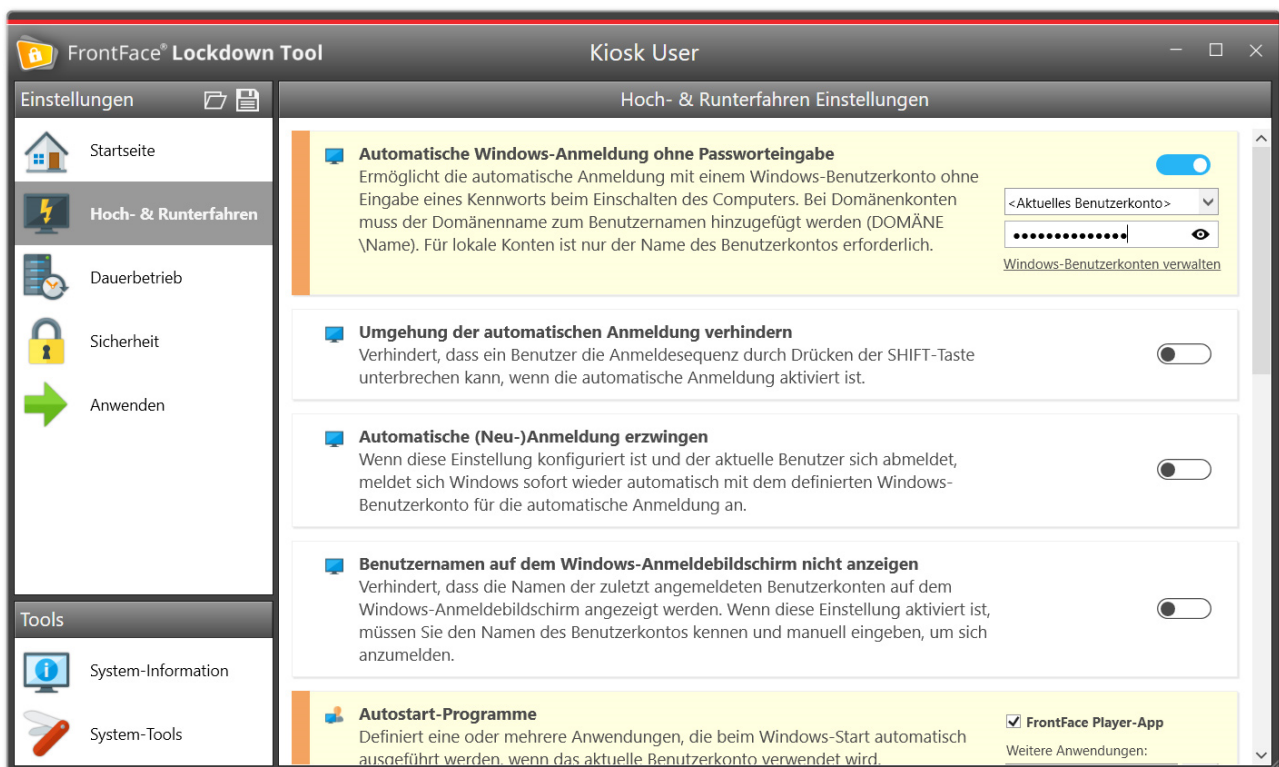 FrontFace® Lockdown Tool
Kiosk User
Einstellungen
Hoch- & Runterfahren Einstellungen
Startseite
Hoch- & Runterfahren
Dauerbetrieb
Sicherheit
Anwenden
Tools
System-Information
System-Tools
Automatische Windows-Anmeldung ohne Passworteingabe
Ermöglicht die automatische Anmeldung mit einem Windows-Benutzerkonto ohne
Eingabe eines Kennworts beim Einschalten des Computers. Bei Domänenkonten
muss der Domänenname zum Benutzernamen hinzugefügt werden (DOMÄNE
\Name). Für lokale Konten ist nur der Name des Benutzerkontos erforderlich.
<Aktuelles Benutzerkonto>
••••••••••••••
Windows-Benutzerkonten verwalten
Umgehung der automatischen Anmeldung verhindern
Verhindert, dass ein Benutzer die Anmeldesequenz durch Drücken der SHIFT-Taste
unterbrechen kann, wenn die automatische Anmeldung aktiviert ist.
Automatische (Neu-)Anmeldung erzwingen
Wenn diese Einstellung konfiguriert ist und der aktuelle Benutzer sich abmeldet,
meldet sich Windows sofort wieder automatisch mit dem definierten Windows-
Benutzerkonto für die automatische Anmeldung an.
Benutzernamen auf dem Windows-Anmeldebildschirm nicht anzeigen
Verhindert, dass die Namen der zuletzt angemeldeten Benutzerkonten auf dem
Windows-Anmeldebildschirm angezeigt werden. Wenn diese Einstellung aktiviert ist,
müssen Sie den Namen des Benutzerkontos kennen und manuell eingeben, um sich
anzumelden.
Autostart-Programme
Definiert eine oder mehrere Anwendungen, die beim Windows-Start automatisch
ausgeführt werden, wenn das aktuelle Benutzerkonto verwendet wird.
FrontFace Player-App
Weitere Anwendungen: